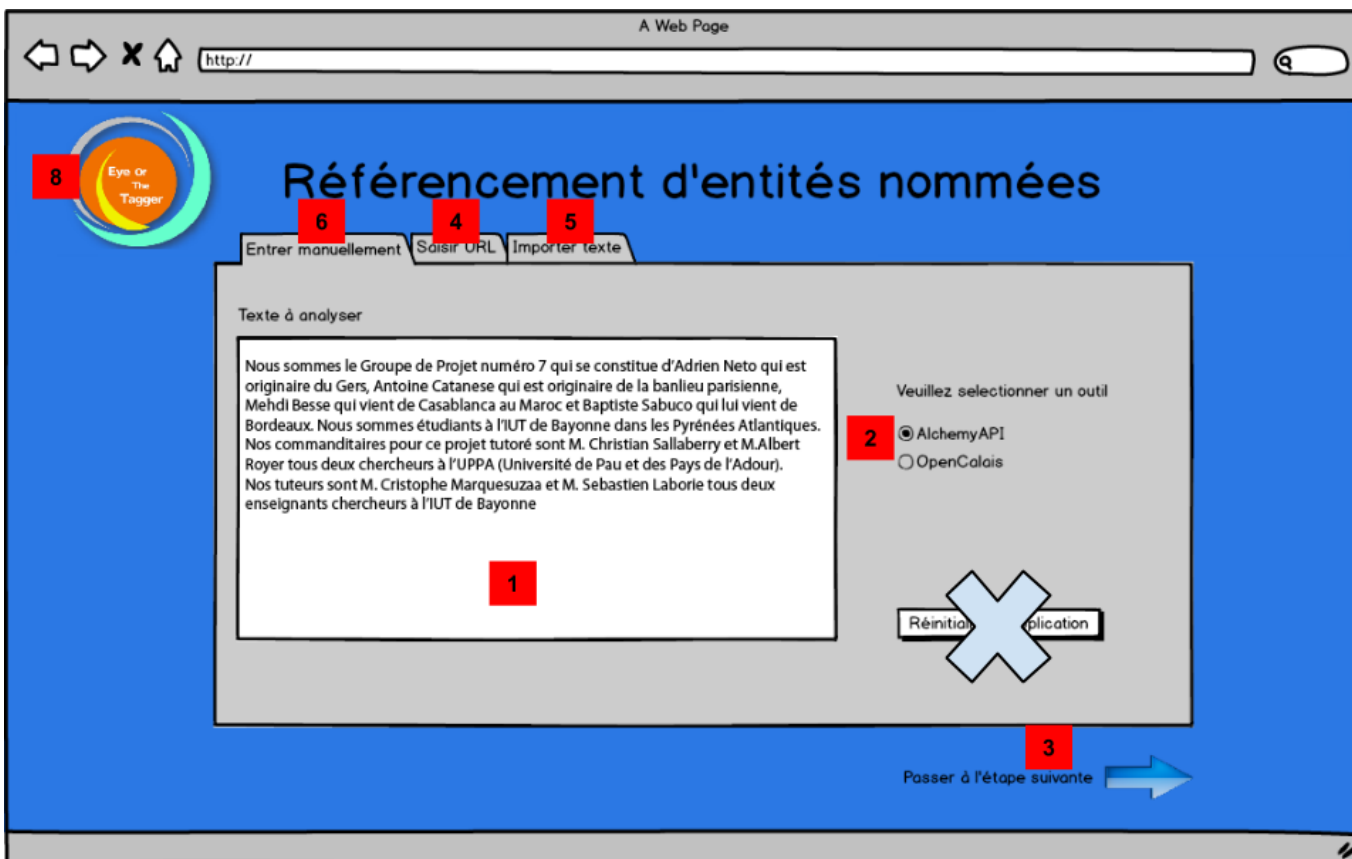 A Web Page
http://
8
Eye Of
The
Tagger
Référencement d'entités nommées
6
4
5
Entrer manuellement
Saisir URL
Importer texte
Texte à analyser
Nous sommes le Groupe de Projet numéro 7 qui se constitue d'Adrien Neto qui est
originaire du Gers, Antoine Catanese qui est originaire de la banlieu parisienne,
Mehdi Besse qui vient de Casablanca au Maroc et Baptiste Sabuco qui lui vient de
Bordeaux. Nous sommes étudiants à l'IUT de Bayonne dans les Pyrénées Atlantiques.
Nos commanditaires pour ce projet tutoré sont M. Christian Sallaberry et M.Albert
Royer tous deux chercheurs à l'UPPA (Université de Pau et des Pays de l'Adour).
Nos tuteurs sont M. Cristophe Marquesuzaa et M. Sebastien Laborie tous deux
enseignants chercheurs à l'IUT de Bayonne
1
Veuillez selectionner un outil
2
AlchemyAPI
OpenCalais
3
Passer à l'étape suivante